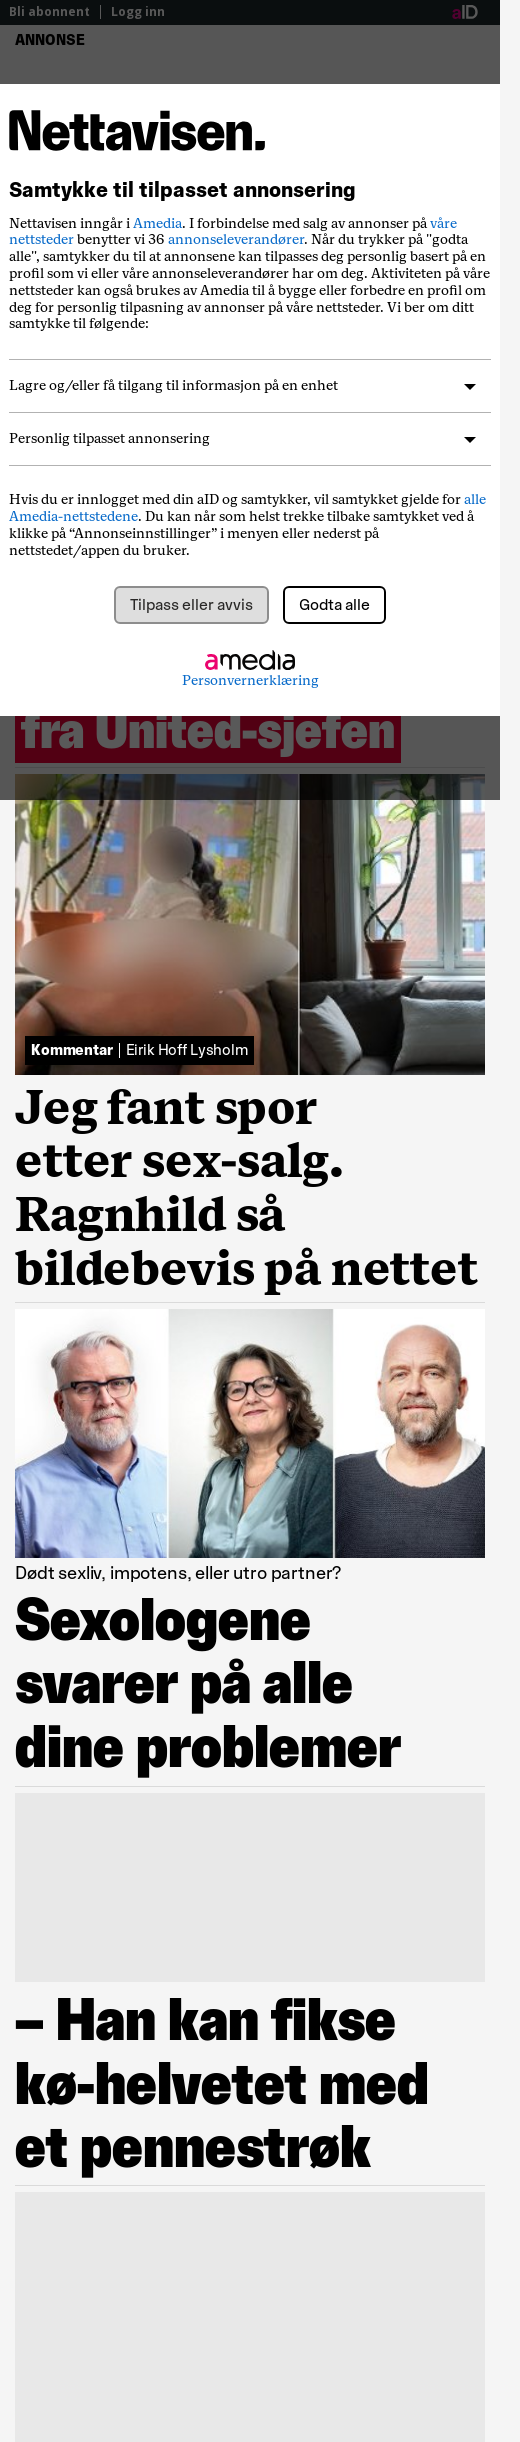 Bli abonnent | Logg inn
aID
ANNONSE
Nettavisen.
Samtykke til tilpasset annonsering
Nettavisen inngår i Amedia. I forbindelse med salg av annonser på våre
nettsteder benytter vi 36 annonseleverandører. Når du trykker på "godta
alle", samtykker du til at annonsene kan tilpasses deg personlig basert på en
profil som vi eller våre annonseleverandører har om deg. Aktiviteten på våre
nettsteder kan også brukes av Amedia til å bygge eller forbedre en profil om
deg for personlig tilpasning av annonser på våre nettsteder. Vi ber om ditt
samtykke til følgende:
Lagre og/eller få tilgang til informasjon på en enhet
Personlig tilpasset annonsering
Hvis du er innlogget med din aID og samtykker, vil samtykket gjelde for alle
Amedia-nettstedene. Du kan når som helst trekke tilbake samtykket ved å
klikke på “Annonseinnstillinger” i menyen eller nederst på
nettstedet/appen du bruker.
Tilpass eller avvis
Godta alle
amedia
Personvernerklæring
fra United-sjefen
Kommentar | Eirik Hoff Lysholm
Jeg fant spor
etter sex-salg.
Ragnhild så
bildebevis på nettet
Dødt sexliv, impotens, eller utro partner?
Sexologene
svarer på alle
dine problemer
– Han kan fikse
kø-helvetet med
et pennestrøk